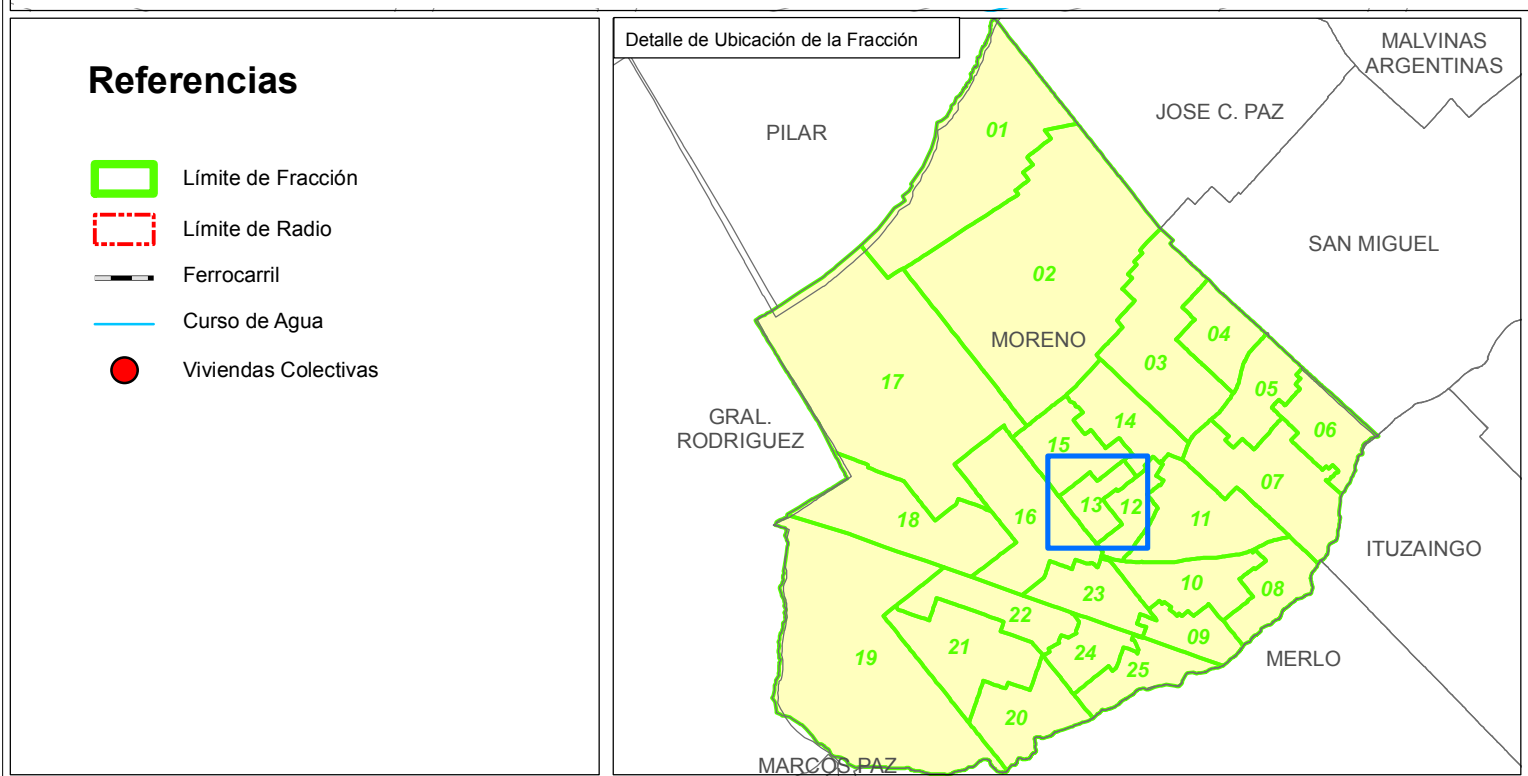 Referencias
Límite de Fracción
Límite de Radio
Ferrocarril
Curso de Agua
Viviendas Colectivas
Detalle de Ubicación de la Fracción
MALVINAS
ARGENTINAS
JOSE C. PAZ
PILAR
01
SAN MIGUEL
02
MORENO
04
03
17
05
GRAL.
RODRIGUEZ
14
06
15
07
13
12
16
11
18
ITUZAINGO
10
08
23
22
09
21
24
MERLO
19
25
20
MARCOS PAZ